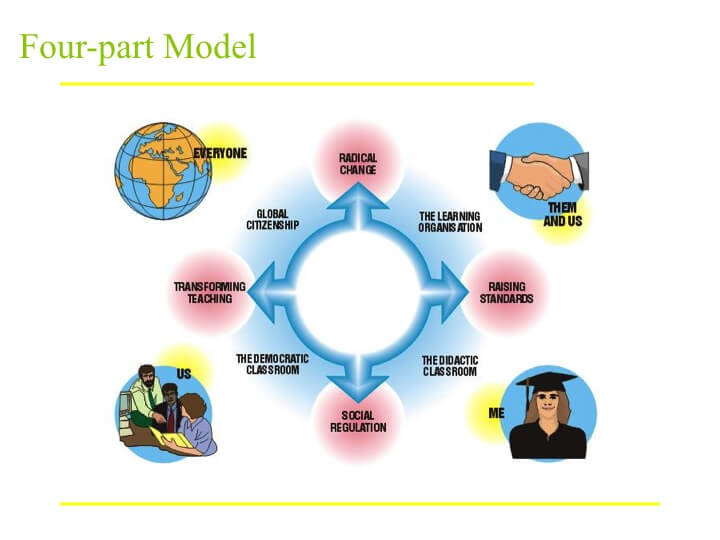 Four-part Model
EVERYONE
RADICAL
CHANGE
THEM
AND US
GLOBAL
CITIZENSHIP
THE LEARNING
ORGANISATION
TRANSFORMING
TEACHING
RAISING
STANDARDS
THE DEMOCRATIC
CLASSROOM
THE DIDACTIC
CLASSROOM
US
SOCIAL
REGULATION
ME